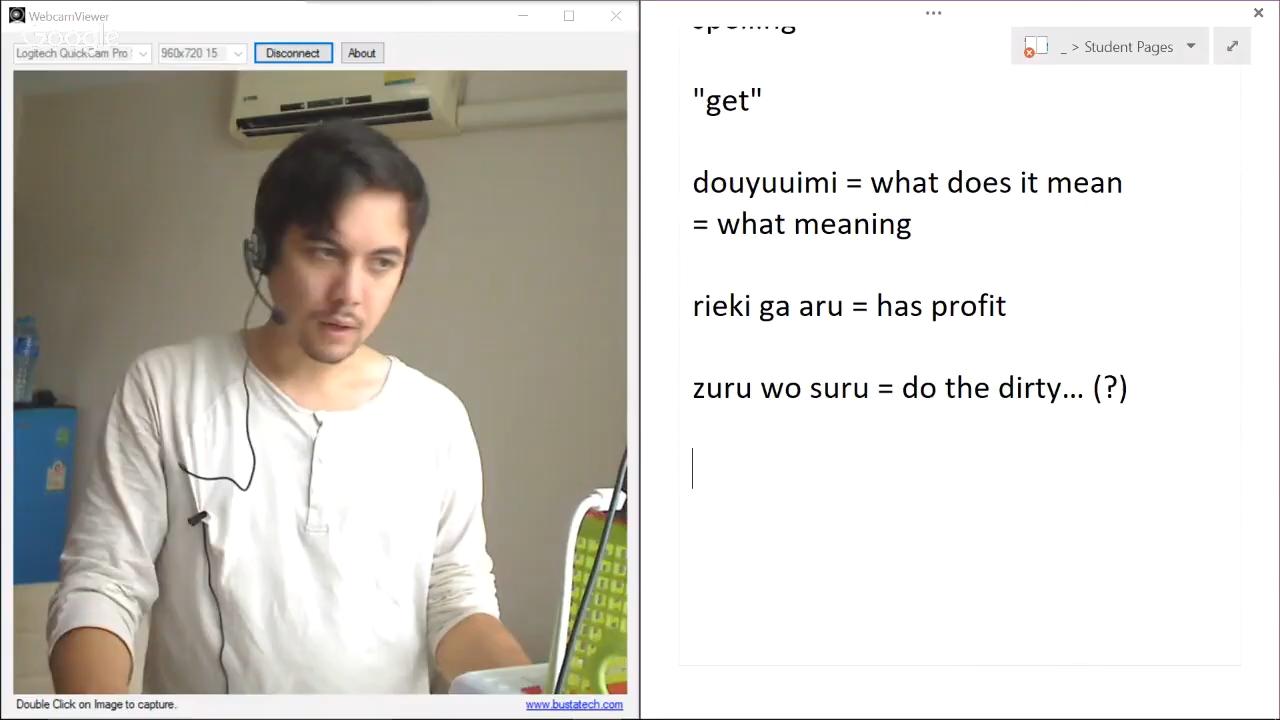 WebcamViewer
Google
Logitech QuickCam Pro
960x720 15
Disconnect
About
Double Click on Image to capture.
www.bustatech.com
spelling
_ > Student Pages
"get"
douyuuimi = what does it mean
= what meaning
rieki ga aru = has profit
zuru wo suru = do the dirty... (?)